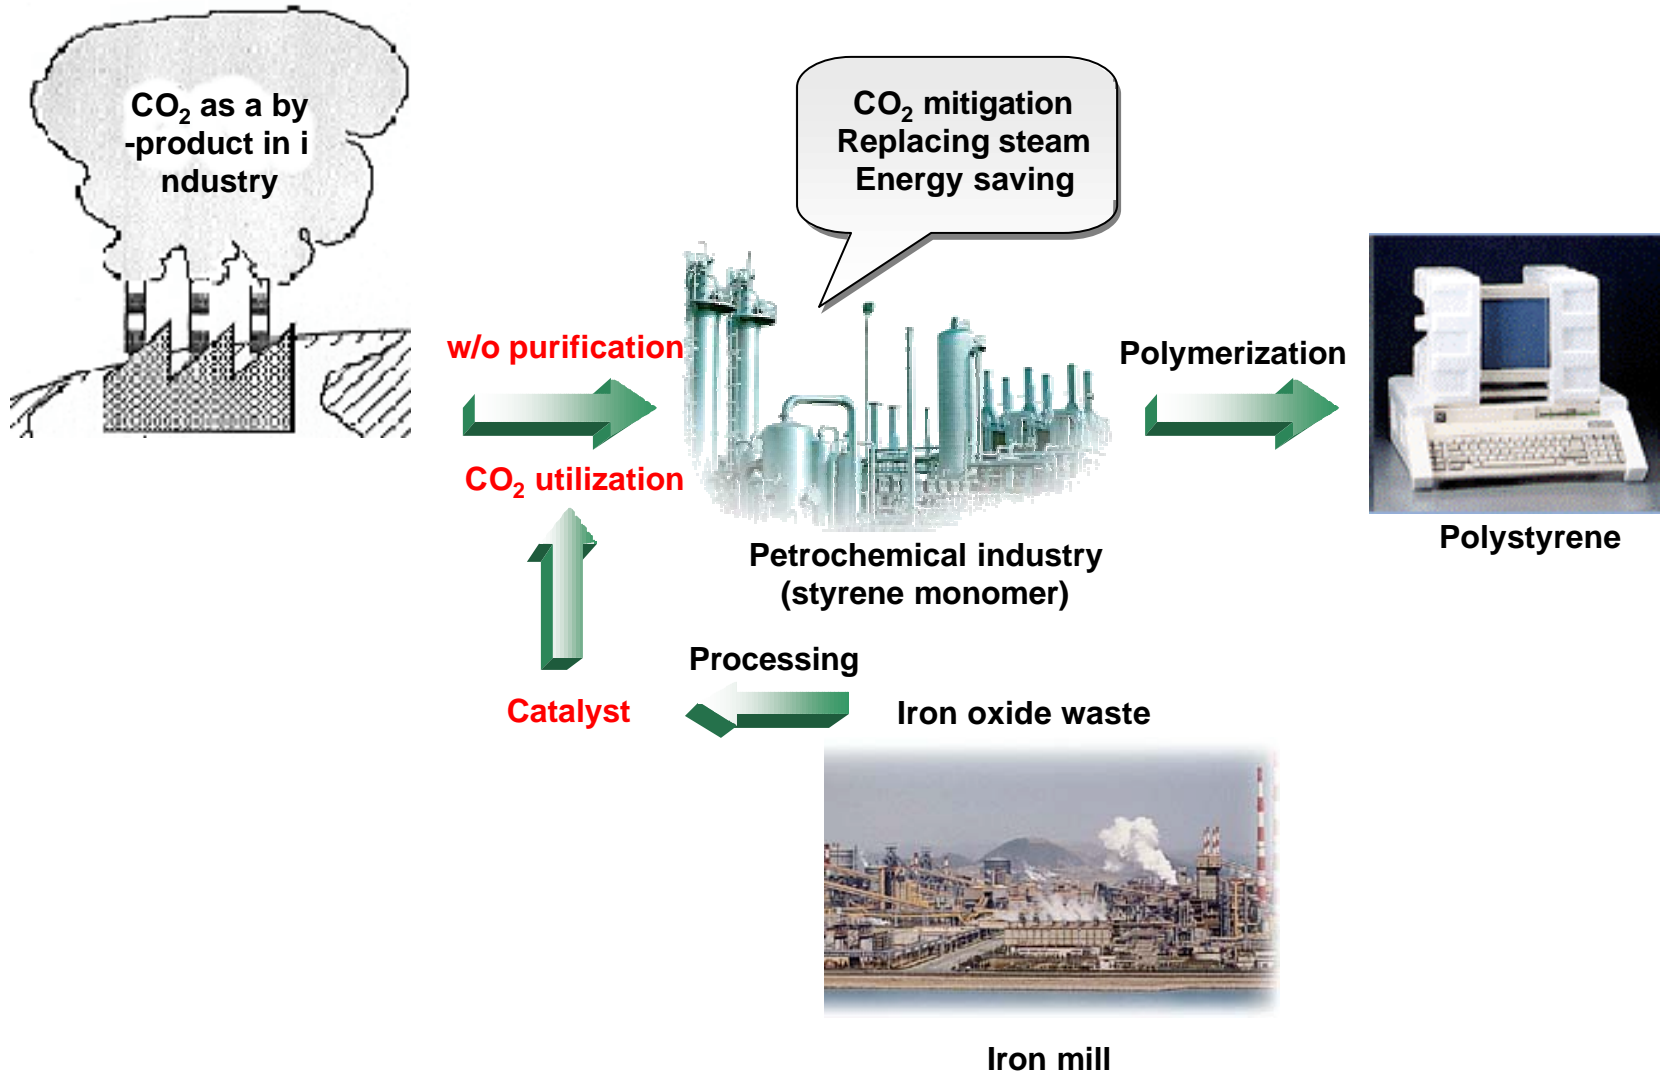 CO₂ as a by
-product in i
ndustry
CO₂ mitigation
Replacing steam
Energy saving
w/o purification
CO₂ utilization
Polymerization
Petrochemical industry
(styrene monomer)
Polystyrene
Processing
Catalyst
Iron oxide waste
Iron mill